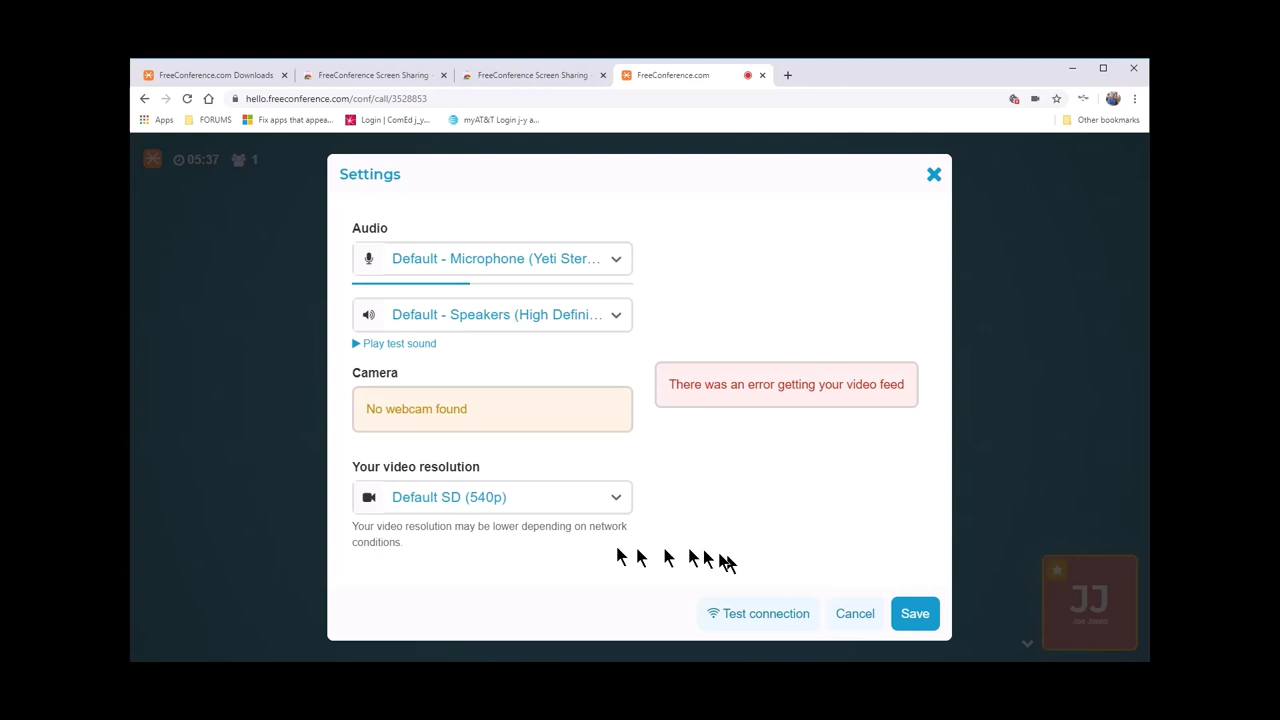 FreeConference.com Downloads
FreeConference Screen Sharing -
FreeConference Screen Sharing -
FreeConference.com
hello.freeconference.com/conf/call/3528853
Apps
FORUMS
Fix apps that appea...
Login | ComEd j_y...
myAT&T Login j-y a...
Other bookmarks
05:37
1
Settings
Audio
Default - Microphone (Yeti Ster...
Default - Speakers (High Defini...
Play test sound
Camera
There was an error getting your video feed
No webcam found
Your video resolution
Default SD (540p)
Your video resolution may be lower depending on network
conditions.
JJ
Test connection
Cancel
Save